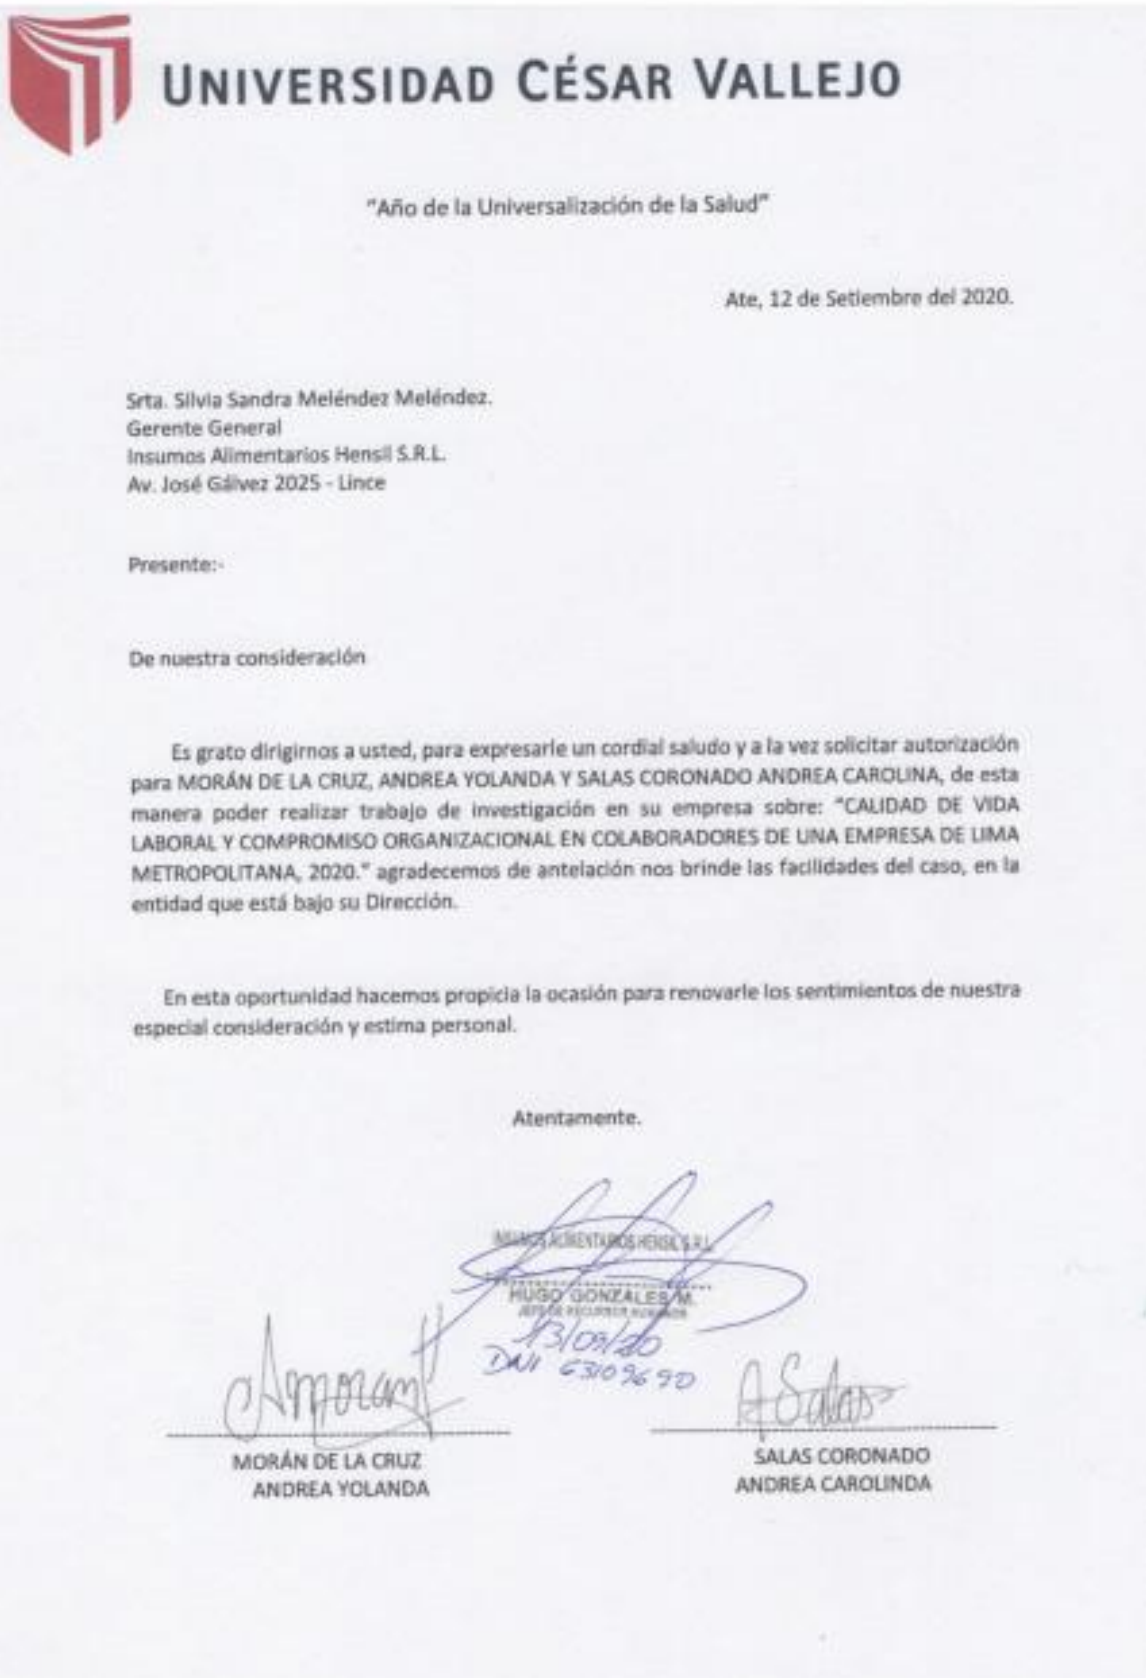 UNIVERSIDAD CÉSAR VALLEJO
"Año de la Universalización de la Salud"
Ate, 12 de Setiembre del 2020.
Srta. Silvia Sandra Meléndez Meléndez.
Gerente General
Insumos Alimentarios Hensil S.R.L.
Av. José Gálvez 2025 - Lince
Presente:-
De nuestra consideración
Es grato dirigirnos a usted, para expresarle un cordial saludo y a la vez solicitar autorización
para MORÁN DE LA CRUZ, ANDREA YOLANDA Y SALAS CORONADO ANDREA CAROLINA, de esta
manera poder realizar trabajo de investigación en su empresa sobre: "CALIDAD DE VIDA
LABORAL Y COMPROMISO ORGANIZACIONAL EN COLABORADORES DE UNA EMPRESA DE LIMA
METROPOLITANA, 2020." agradecemos de antelación nos brinde las facilidades del caso, en la
entidad que está bajo su Dirección.
En esta oportunidad hacemos propicia la ocasión para renovarle los sentimientos de nuestra
especial consideración y estima personal.
Atentamente.
INSUMOS ALIMENTARIOS HENSIL S.R.L.
HUGO GONZALES M.
JEFE DE RECURSOS HUMANOS
13/09/20
DNI 63109690
AMoran
A Salas
MORÁN DE LA CRUZ
ANDREA YOLANDA
SALAS CORONADO
ANDREA CAROLINDA